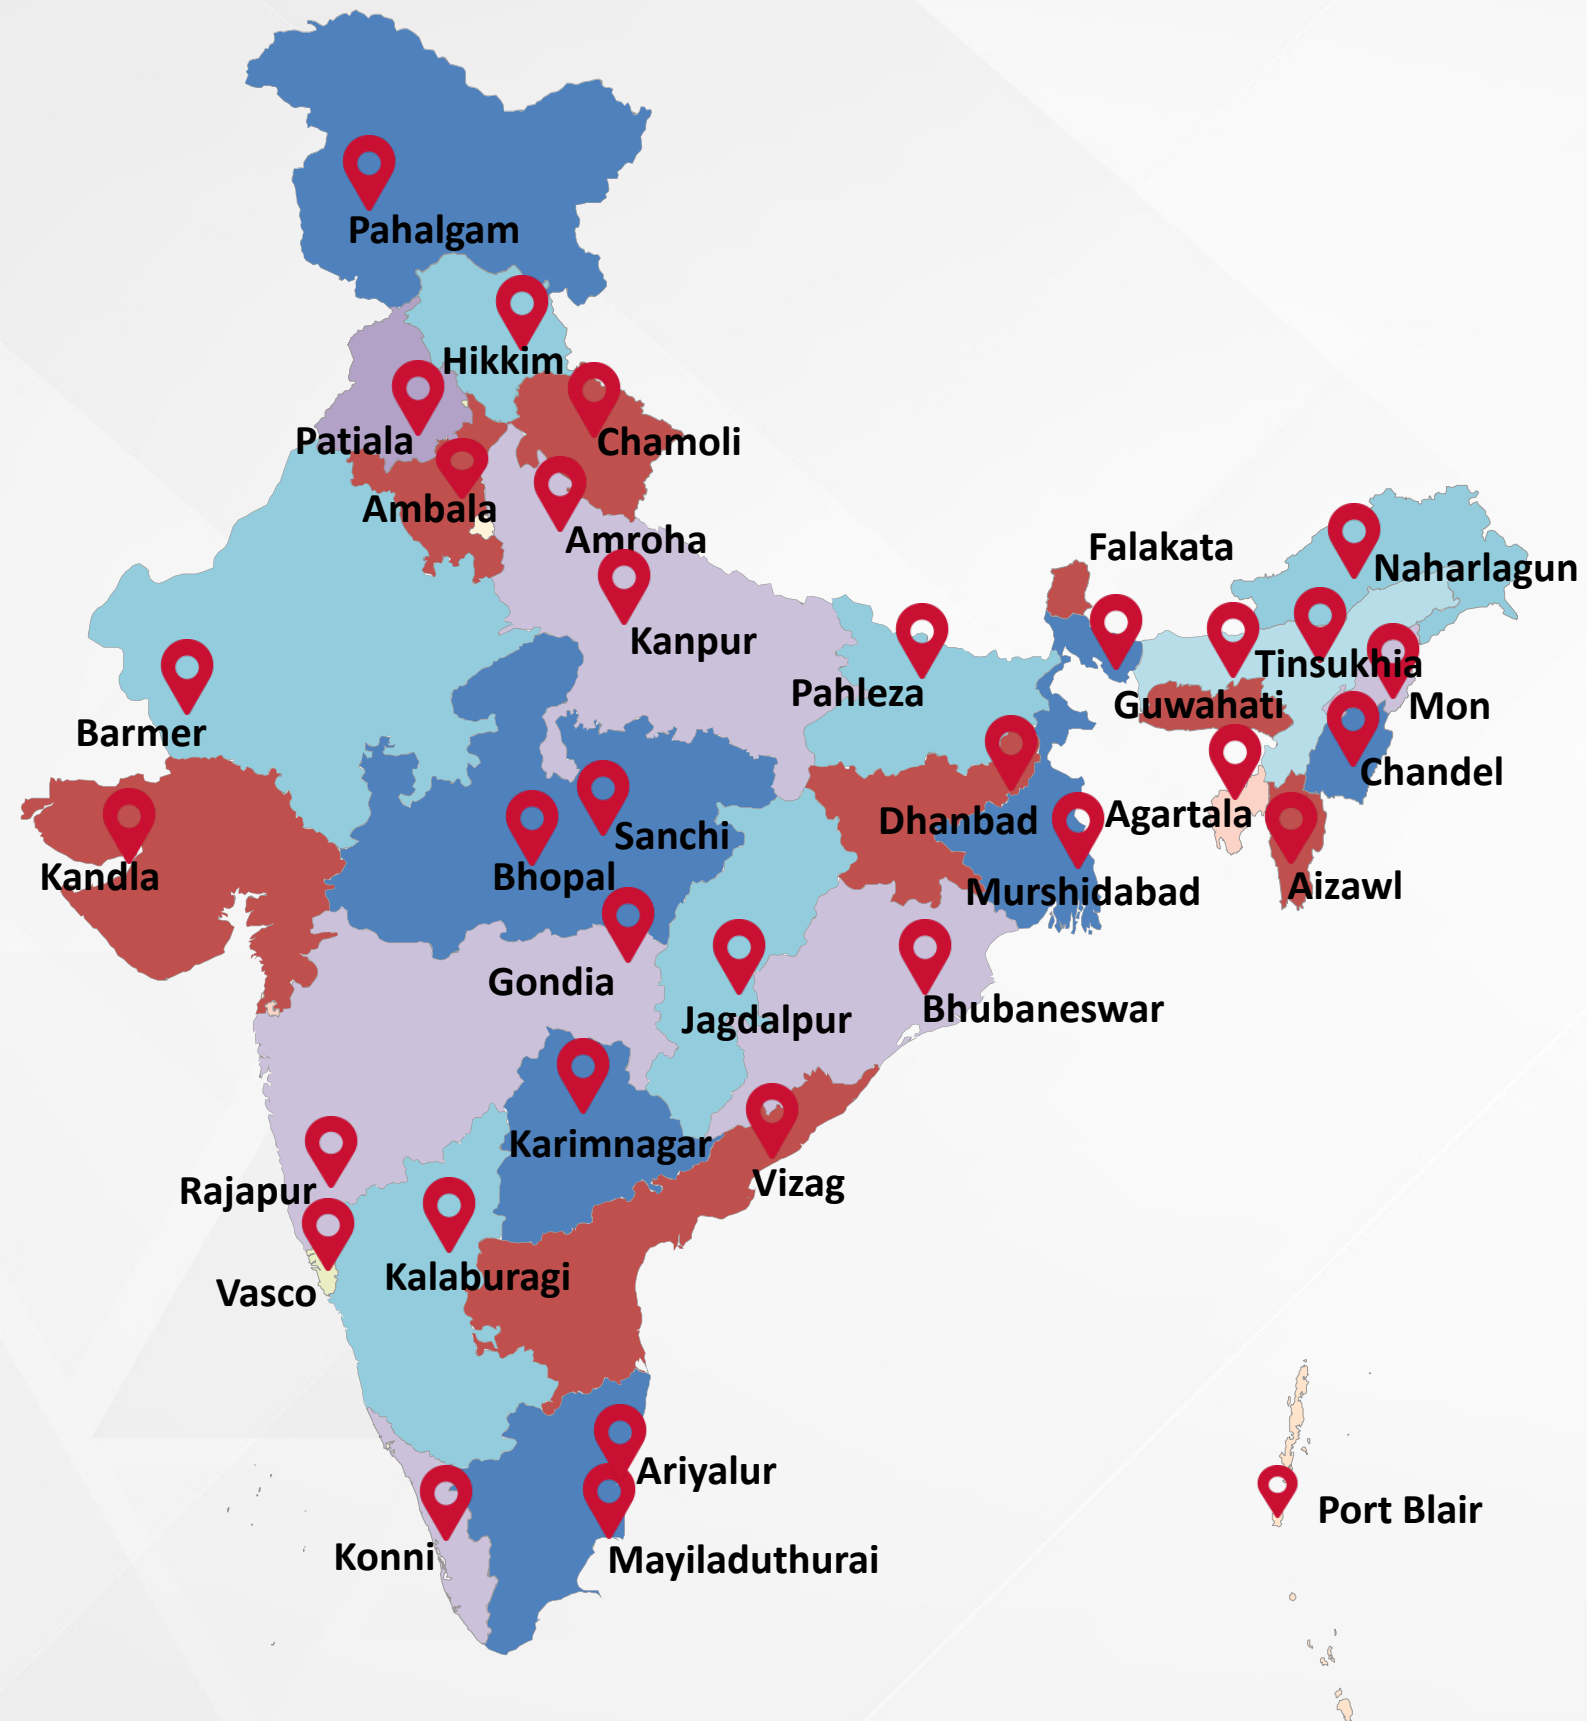 Pahalgam
Hikkim
Patiala
Chamoli
Ambala
Amroha
Falakata
Naharlagun
Kanpur
Tinsukhia
Pahleza
Guwahati
Mon
Barmer
Chandel
Agartala
Dhanbad
Sanchi
Kandla
Bhopal
Aizawl
Murshidabad
Gondia
Bhubaneswar
Jagdalpur
Karimnagar
Vizag
Rajapur
Kalaburagi
Vasco
Ariyalur
Port Blair
Konni
Mayiladuthurai